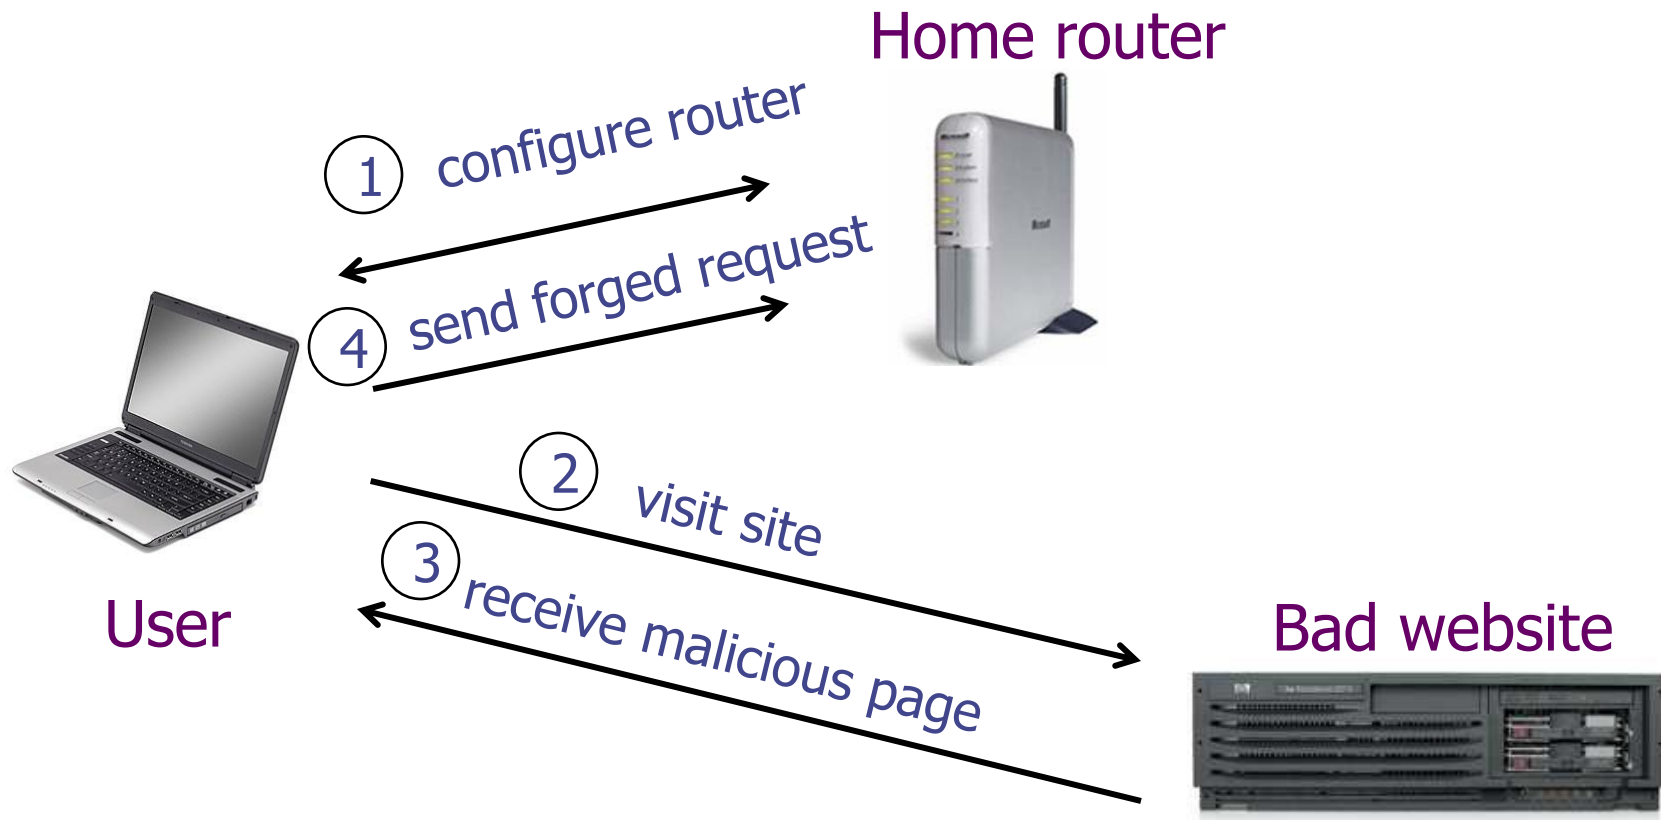 Home router
1 configure router
4 send forged request
2 visit site
3 receive malicious page
User
Bad website
Microsoft